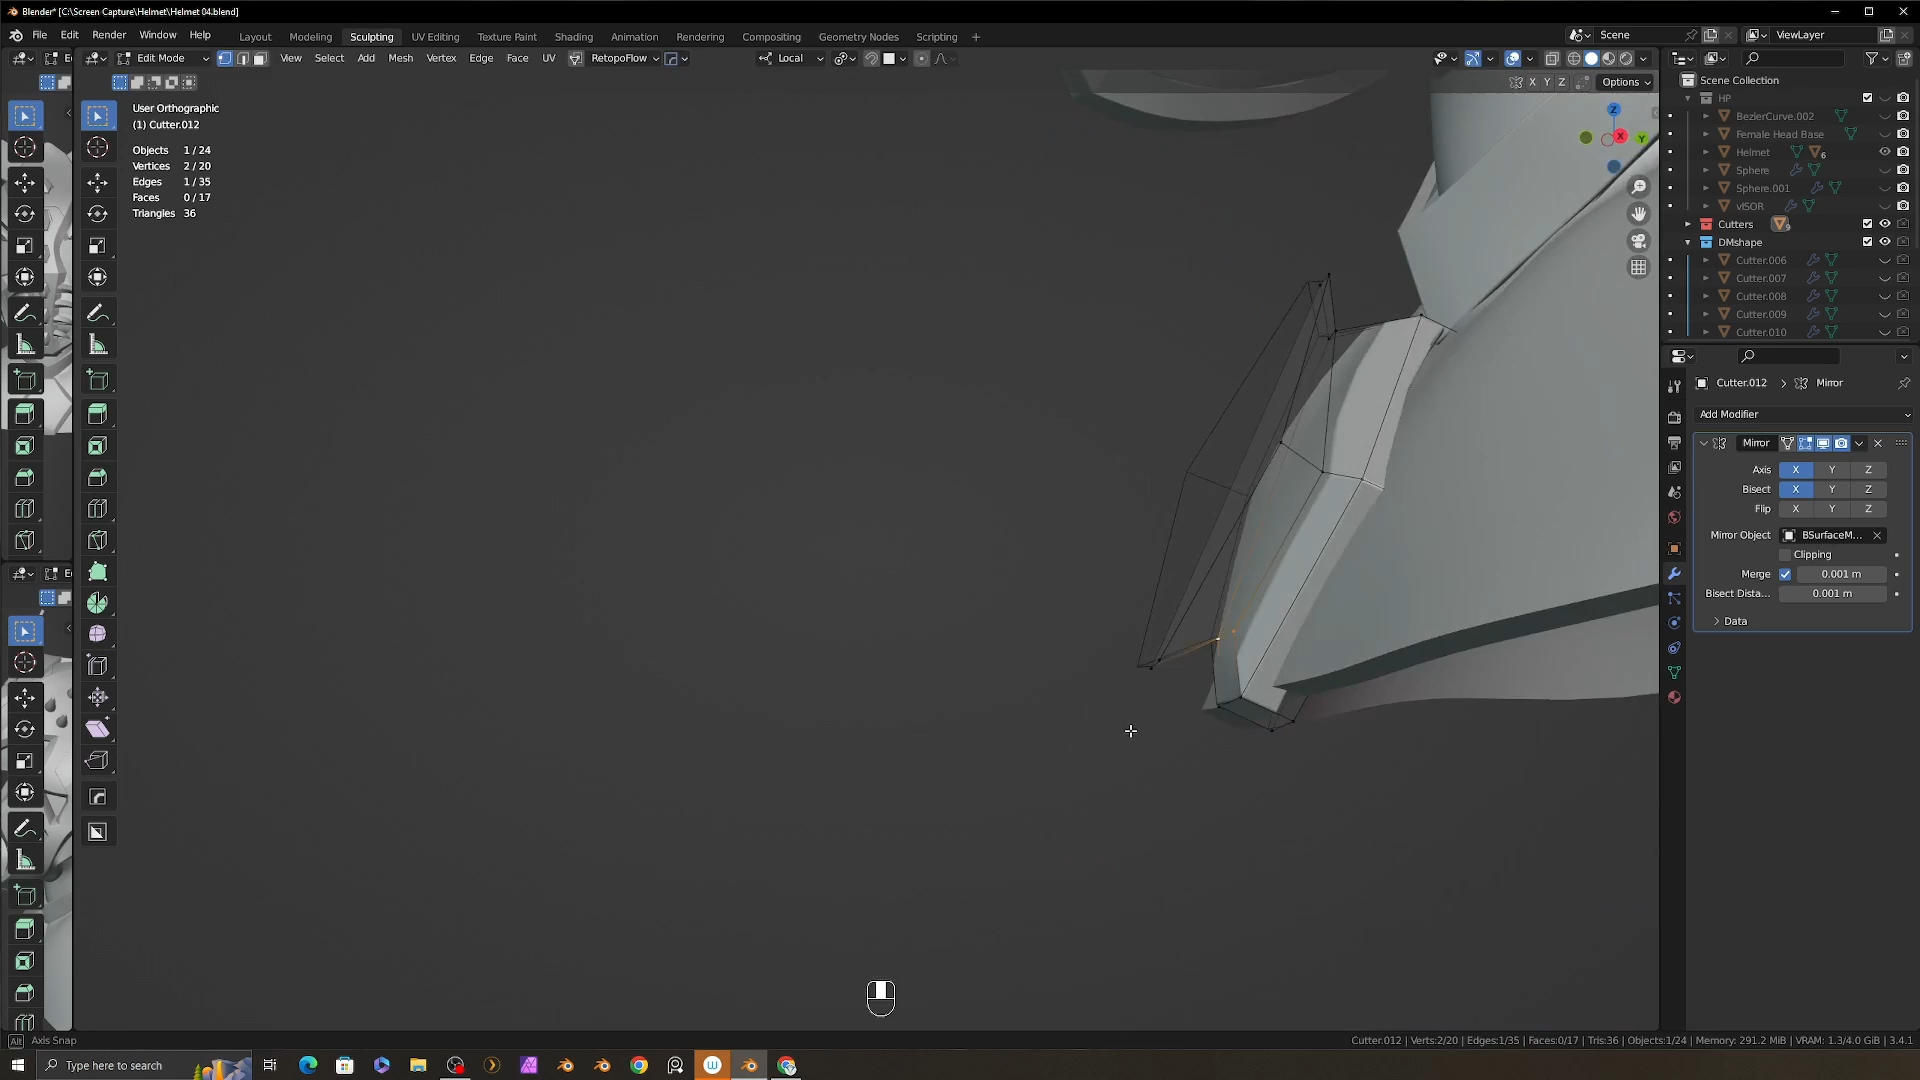 Blender* [C:\Screen Capture\Helmet\Helmet 04.blend]
File Edit Render Window Help
Layout Modeling Sculpting UV Editing Texture Paint Shading Animation Rendering Compositing Geometry Nodes Scripting +
Scene
ViewLayer
Edit Mode
View Select Add Mesh Vertex Edge Face UV
RetopoFlow
Local
X Y Z
Options
User Orthographic
(1) Cutter.012
Objects 1 / 24
Vertices 2 / 20
Edges 1 / 35
Faces 0 / 17
Triangles 36
Z
X
Y
Scene Collection
HP
BezierCurve.002
Female Head Base
Helmet
6
Sphere
Sphere.001
vISOR
Cutters
9
DMshape
Cutter.006
Cutter.007
Cutter.008
Cutter.009
Cutter.010
Cutter.012 > Mirror
Add Modifier
Mirror
Axis X Y Z
Bisect X Y Z
Flip X Y Z
Mirror Object BSurfaceM...
Clipping
Merge 0.001 m
Bisect Dista... 0.001 m
Data
Alt Axis Snap
Cutter.012 | Verts:2/20 | Edges:1/35 | Faces:0/17 | Tris:36 | Objects:1/24 | Memory: 291.2 MiB | VRAM: 1.3/4.0 GiB | 3.4.1
Type here to search